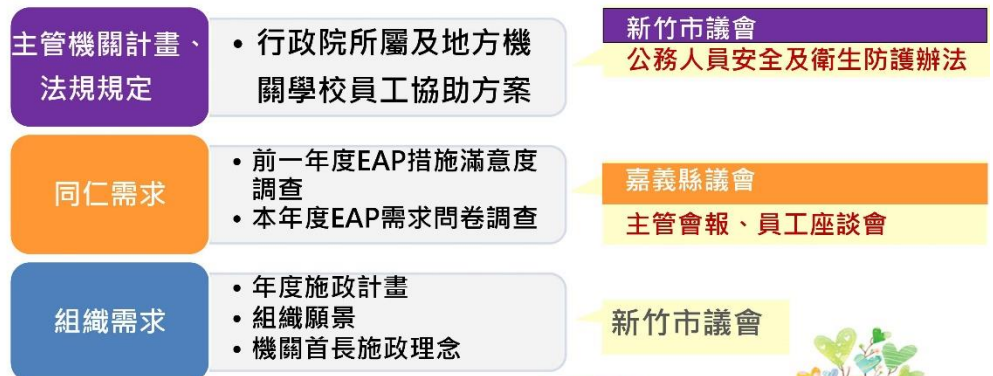 主管機關計畫、
法規規定
• 行政院所屬及地方機
關學校員工協助方案
新竹市議會
公務人員安全及衛生防護辦法
同仁需求
• 前一年度EAP措施滿意度
調查
• 本年度EAP需求問卷調查
嘉義縣議會
主管會報、員工座談會
組織需求
• 年度施政計畫
• 組織願景
• 機關首長施政理念
新竹市議會